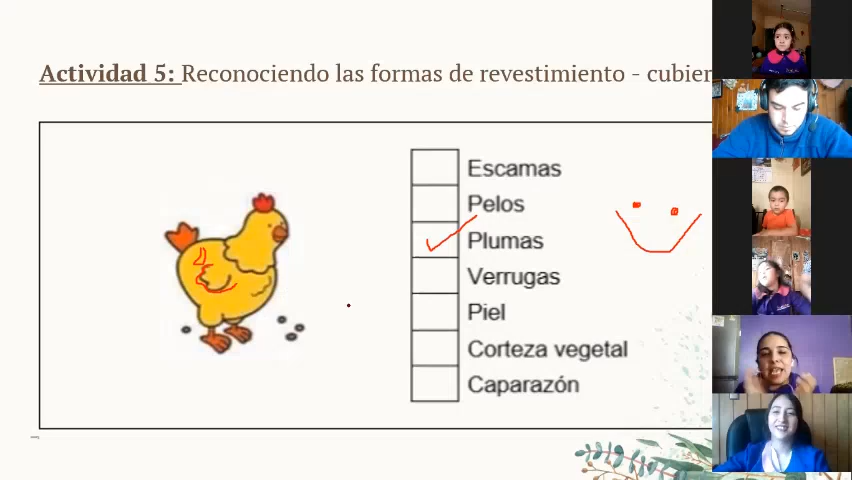 Actividad 5: Reconociendo las formas de revestimiento - cubier
Escamas
Pelos
Plumas
Verrugas
Piel
Corteza vegetal
Caparazón